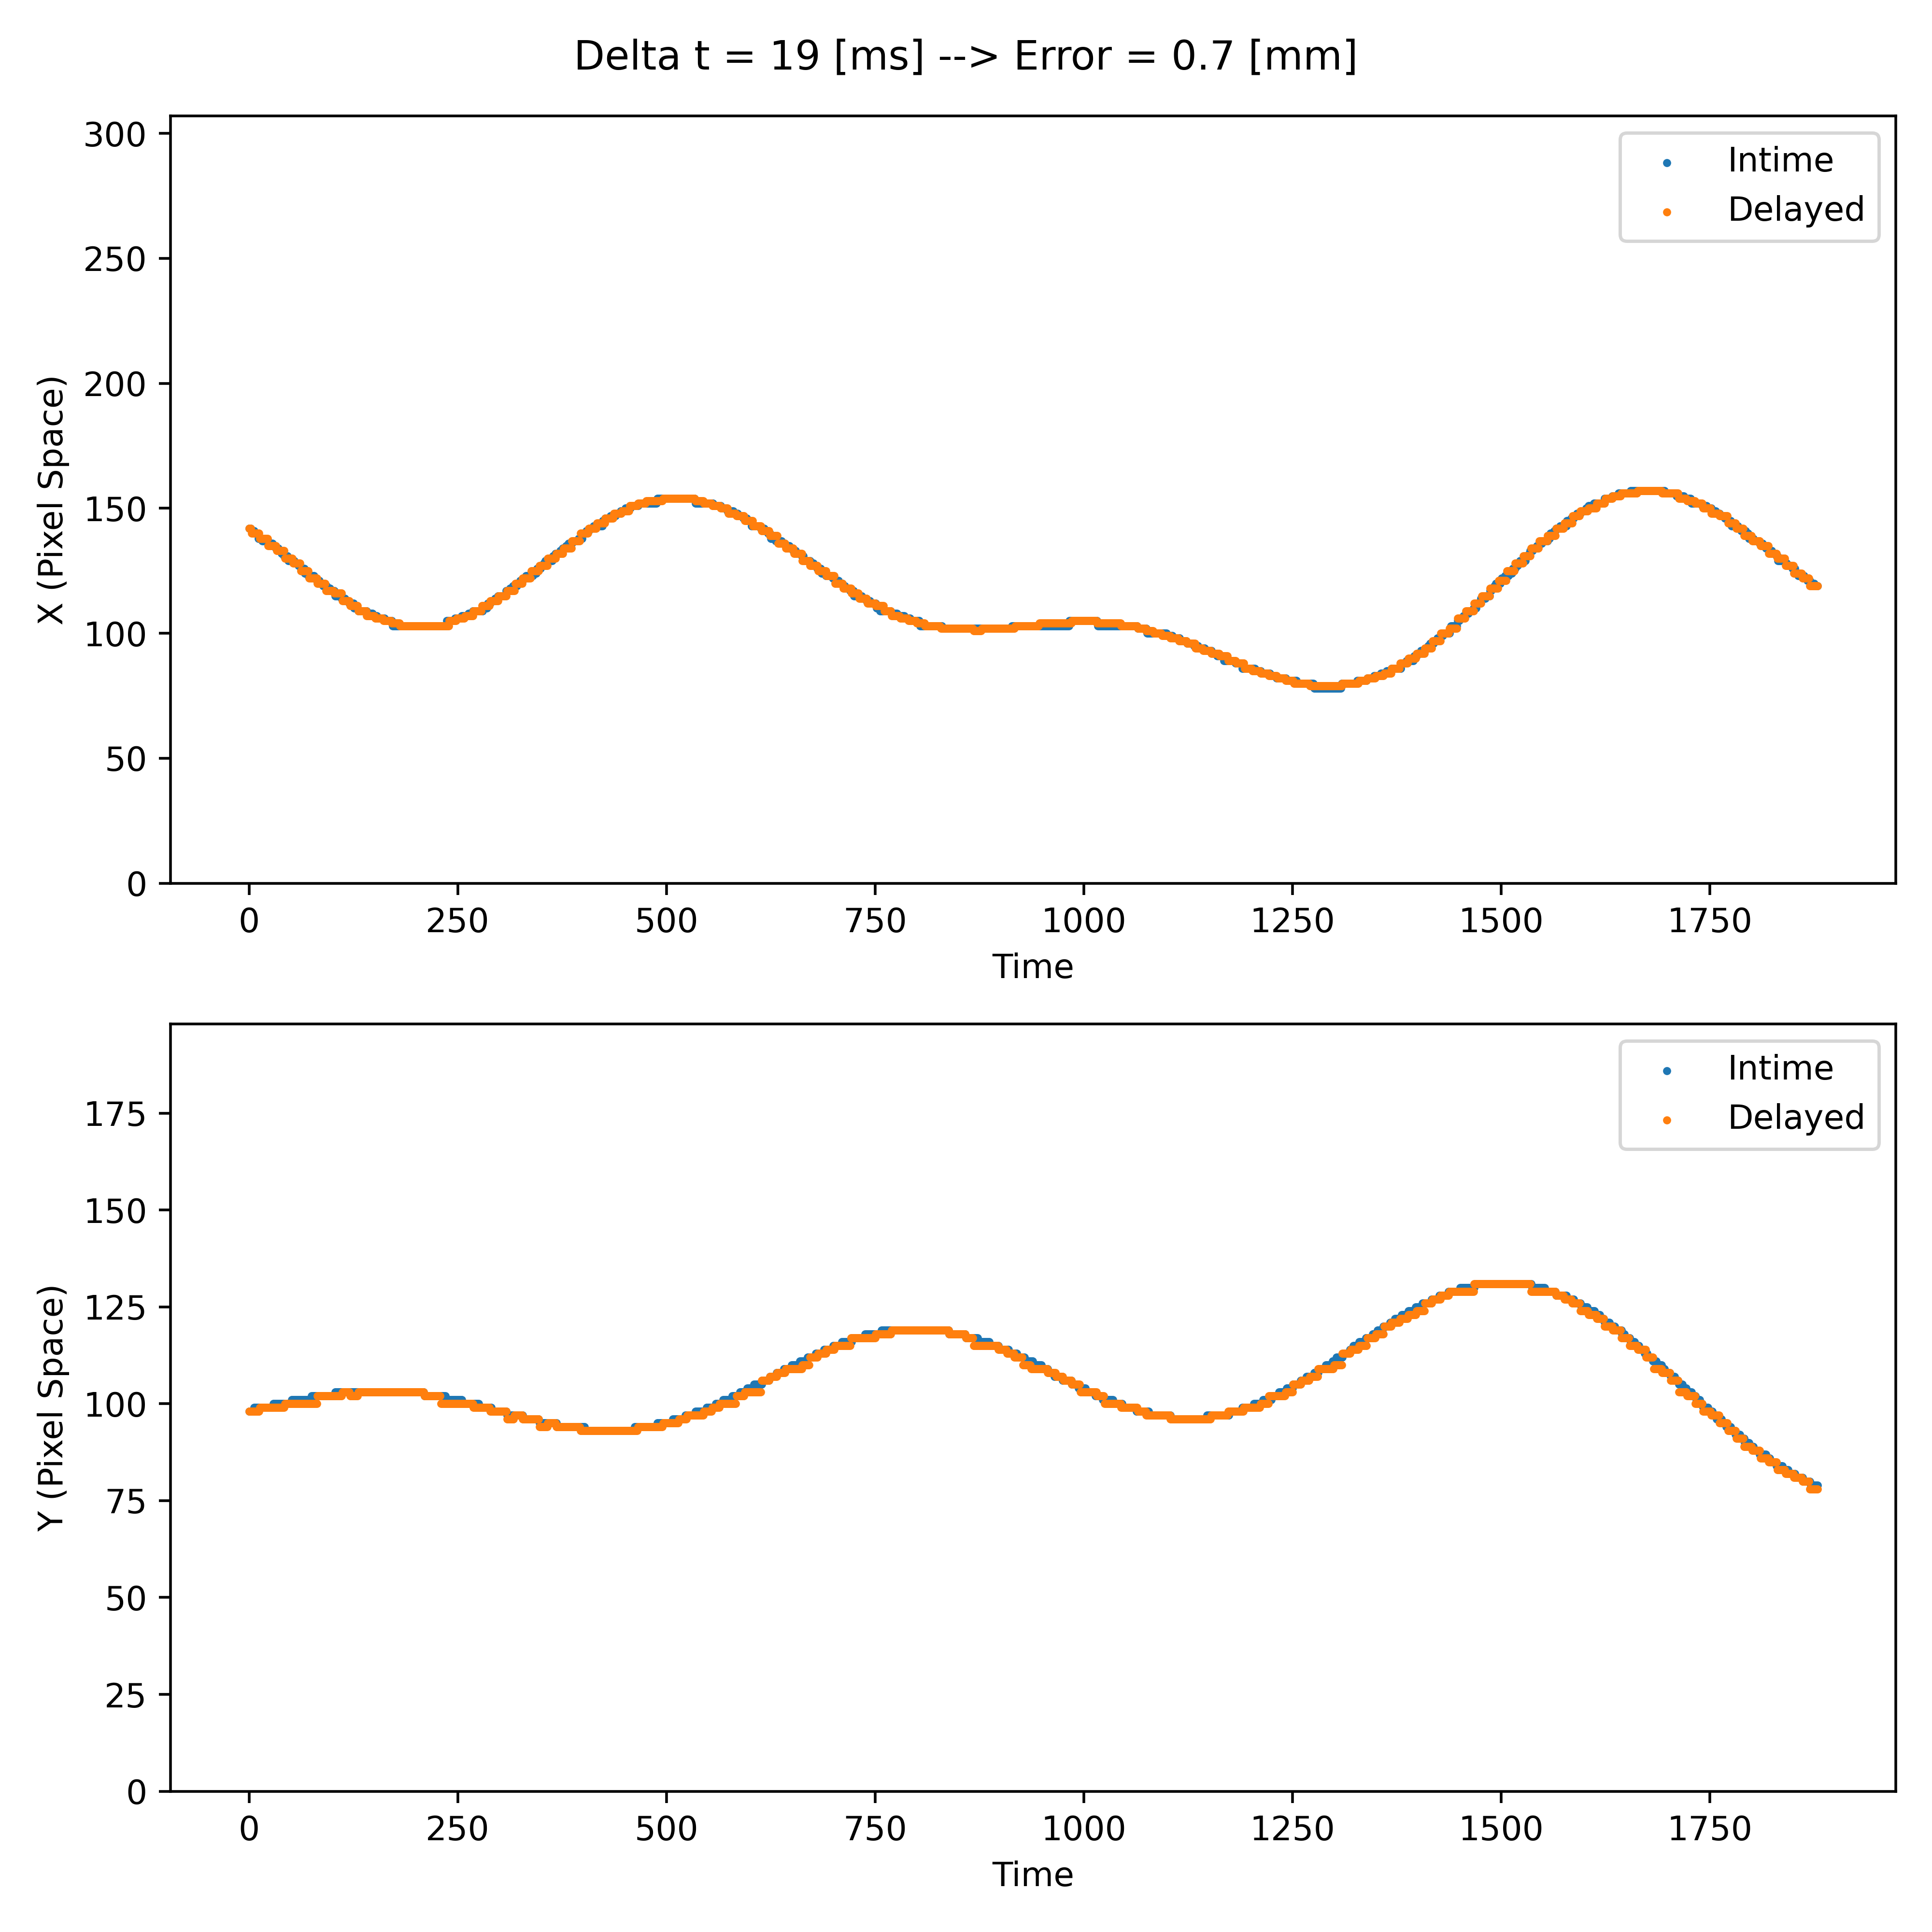 Delta t = 19 [ms] --> Error = 0.7 [mm]
300
250
200
150
100
50
0
X (Pixel Space)
Intime
Delayed
0 250 500 750 1000 1250 1500 1750
Time
175
150
125
100
75
50
25
0
Y (Pixel Space)
Intime
Delayed
0 250 500 750 1000 1250 1500 1750
Time